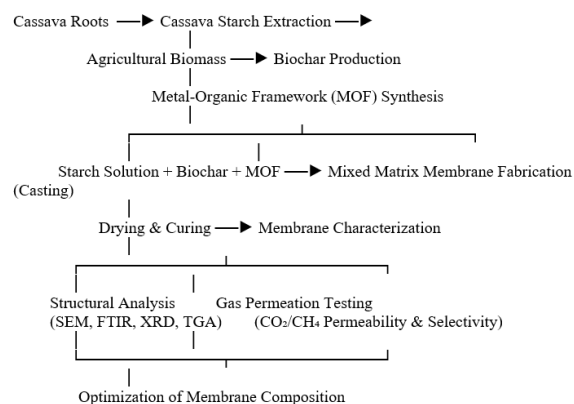 Cassava Roots → Cassava Starch Extraction →
Agricultural Biomass → Biochar Production
Metal-Organic Framework (MOF) Synthesis
Starch Solution + Biochar + MOF → Mixed Matrix Membrane Fabrication
(Casting)
Drying & Curing → Membrane Characterization
Structural Analysis Gas Permeation Testing
(SEM, FTIR, XRD, TGA) (CO₂/CH₄ Permeability & Selectivity)
Optimization of Membrane Composition